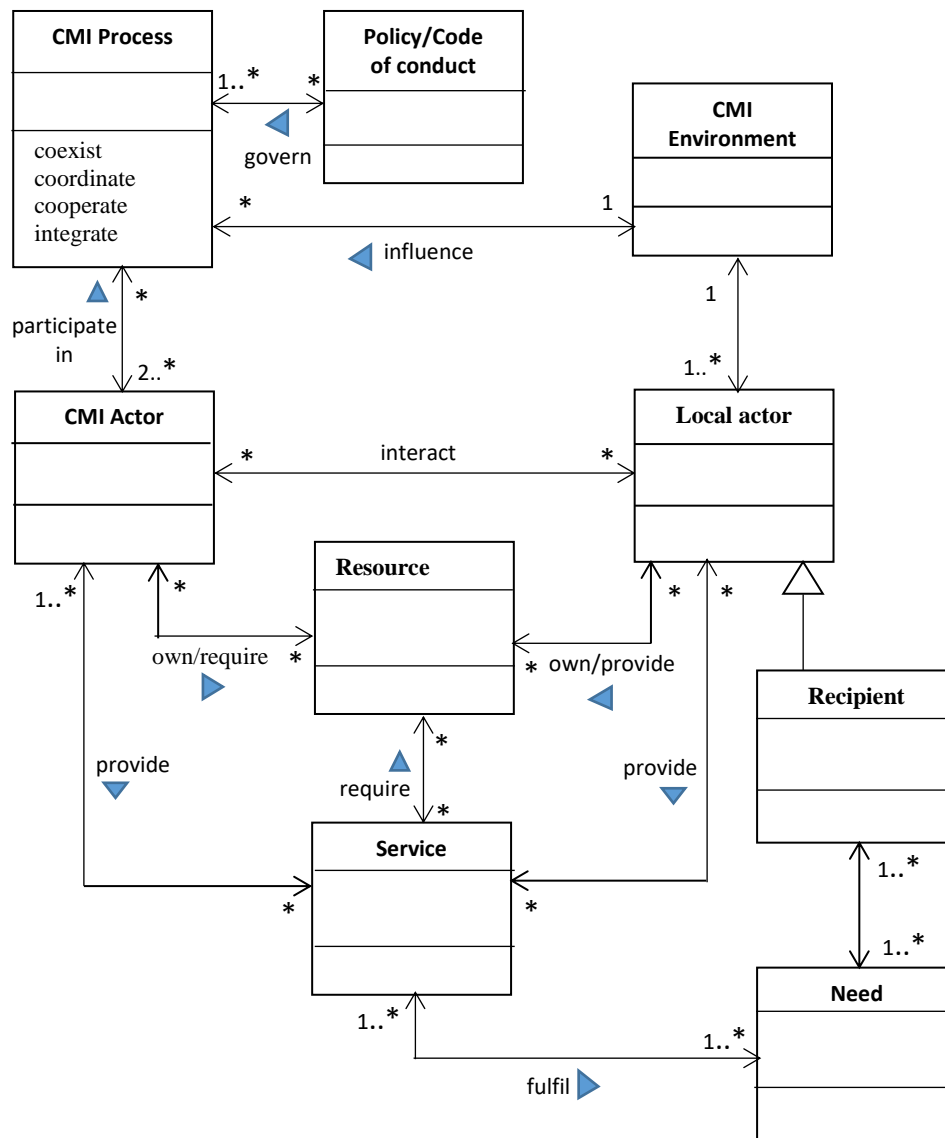 CMI Process
Policy/Code
of conduct
1..*
*
govern
CMI
Environment
coexist
coordinate
cooperate
integrate
*
1
influence
*
participate
in
2..*
1
1..*
CMI Actor
Local actor
*
interact
*
1..*
*
Resource
*
*
own/require
*
*
own/provide
Recipient
provide
*
require
*
provide
Service
*
*
1..*
1..*
Need
1..*
1..*
fulfil